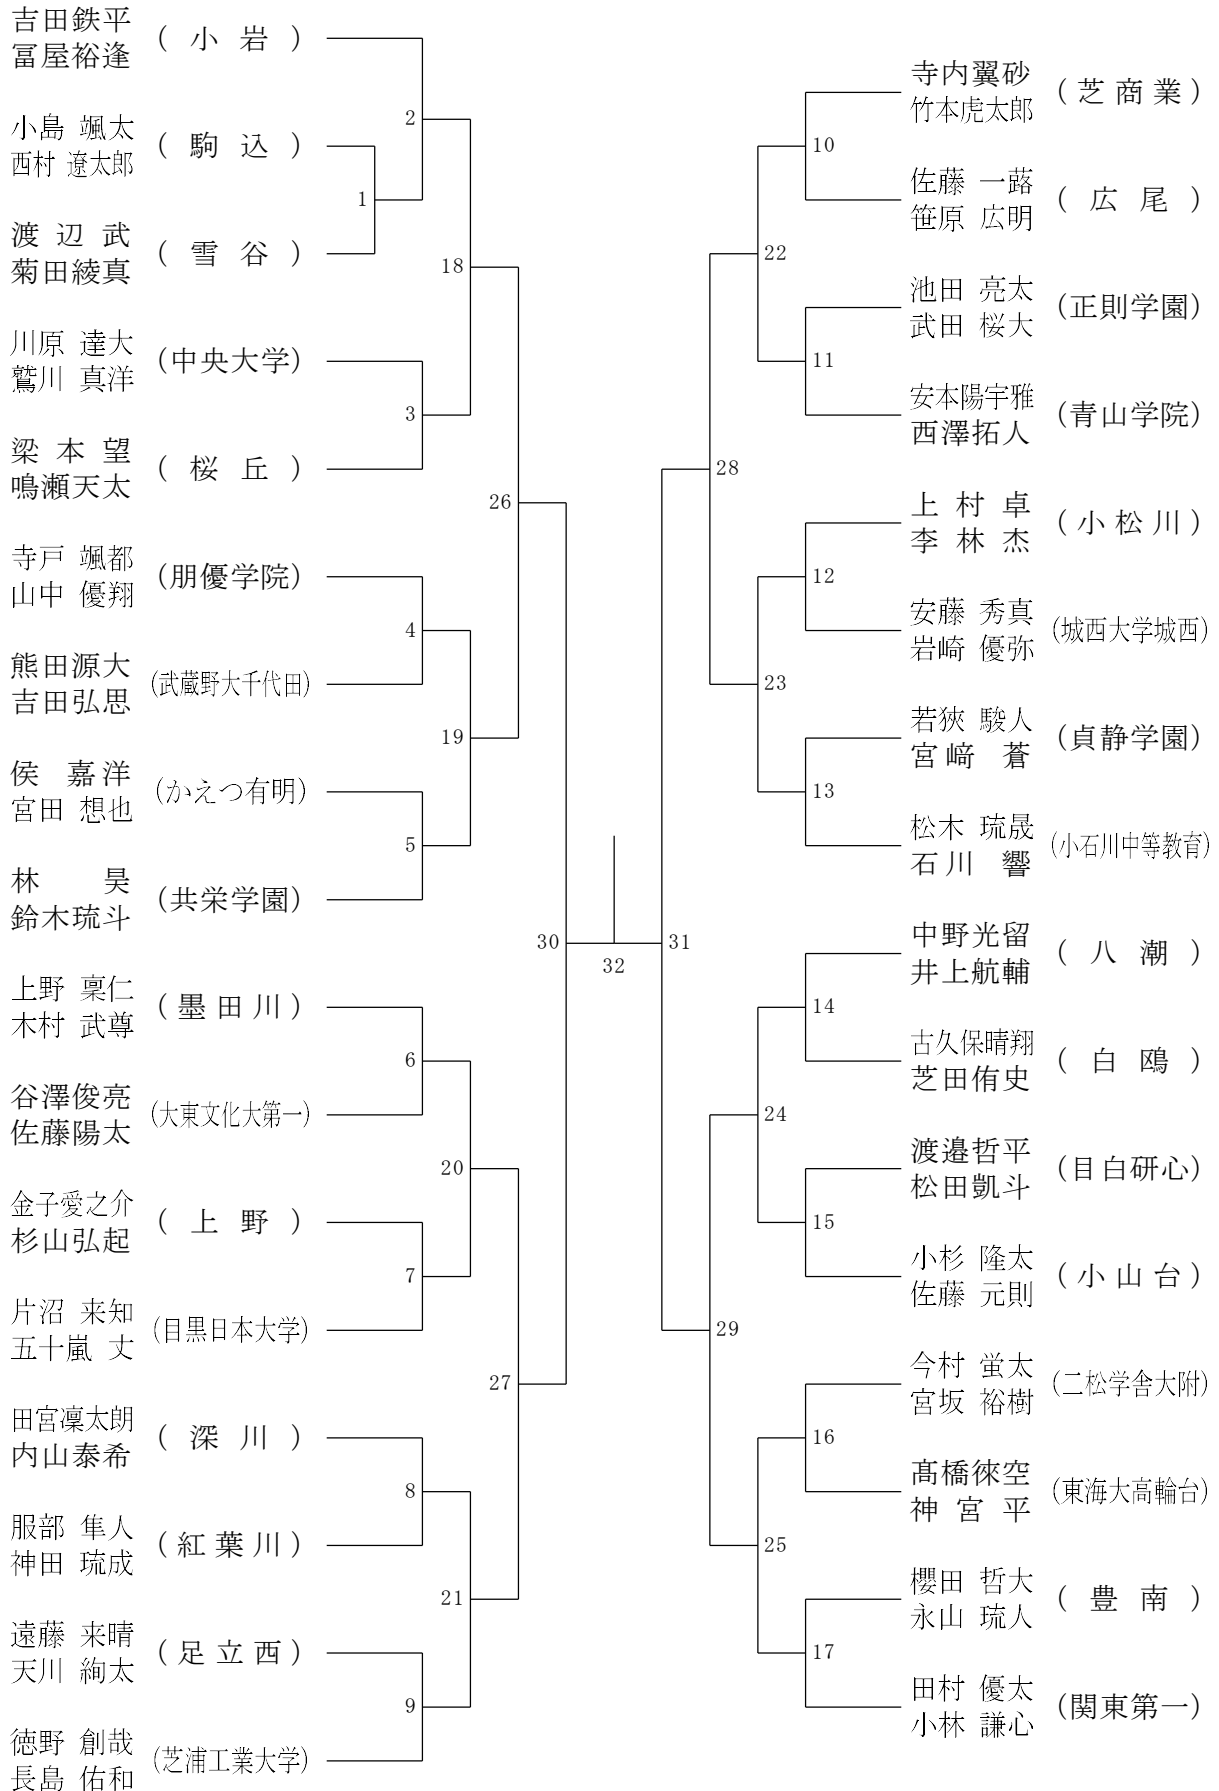 吉田鉄平
冨屋裕逢
(小岩)
小島 颯太
西村 遼太郎
(駒込)
渡辺武
菊田綾真
(雪谷)
川原 達大
鷲川 真洋
(中央大学)
梁本望
鳴瀬天太
(桜丘)
寺戸 颯都
山中 優翔
(朋優学院)
熊田源大
吉田弘思
(武蔵野大千代田)
侯 嘉洋
宮田 想也
(かえつ有明)
林 昊
鈴木琉斗
(共栄学園)
上野 稟仁
木村 武尊
(墨田川)
谷澤俊亮
佐藤陽太
(大東文化大第一)
金子愛之介
杉山弘起
(上野)
片沼 来知
五十嵐 丈
(目黒日本大学)
田宮凜太朗
内山泰希
(深川)
服部 隼人
神田 琉成
(紅葉川)
遠藤 来晴
天川 絢太
(足立西)
徳野 創哉
長島 佑和
(芝浦工業大学)
1
2
3
4
5
6
7
8
9
18
19
20
21
26
27
30
32
31
28
29
22
23
24
25
10
11
12
13
14
15
16
17
寺内翼砂
竹本虎太郎
(芝商業)
佐藤 一蕗
笹原 広明
(広尾)
池田 亮太
武田 桜大
(正則学園)
安本陽宇雅
西澤拓人
(青山学院)
上村卓
李林杰
(小松川)
安藤 秀真
岩崎 優弥
(城西大学城西)
若狹 駿人
宮﨑 蒼
(貞静学園)
松木 琉晟
石川 響
(小石川中等教育)
中野光留
井上航輔
(八潮)
古久保晴翔
芝田侑史
(白鴎)
渡邉哲平
松田凱斗
(目白研心)
小杉 隆太
佐藤 元則
(小山台)
今村 蛍太
宮坂 裕樹
(二松学舎大附)
髙橋徠空
神宮平
(東海大高輪台)
櫻田 哲大
永山 琉人
(豊南)
田村 優太
小林 謙心
(関東第一)